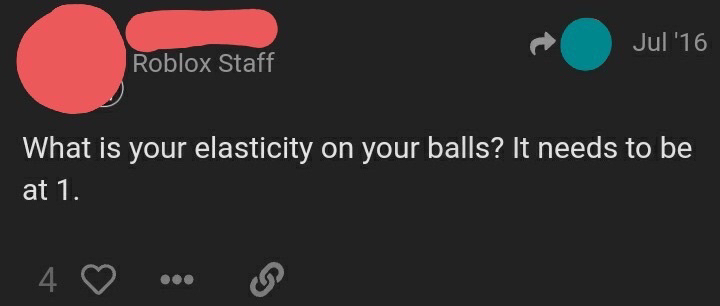 Roblox Staff
Jul '16
What is your elasticity on your balls? It needs to be
at 1.
4